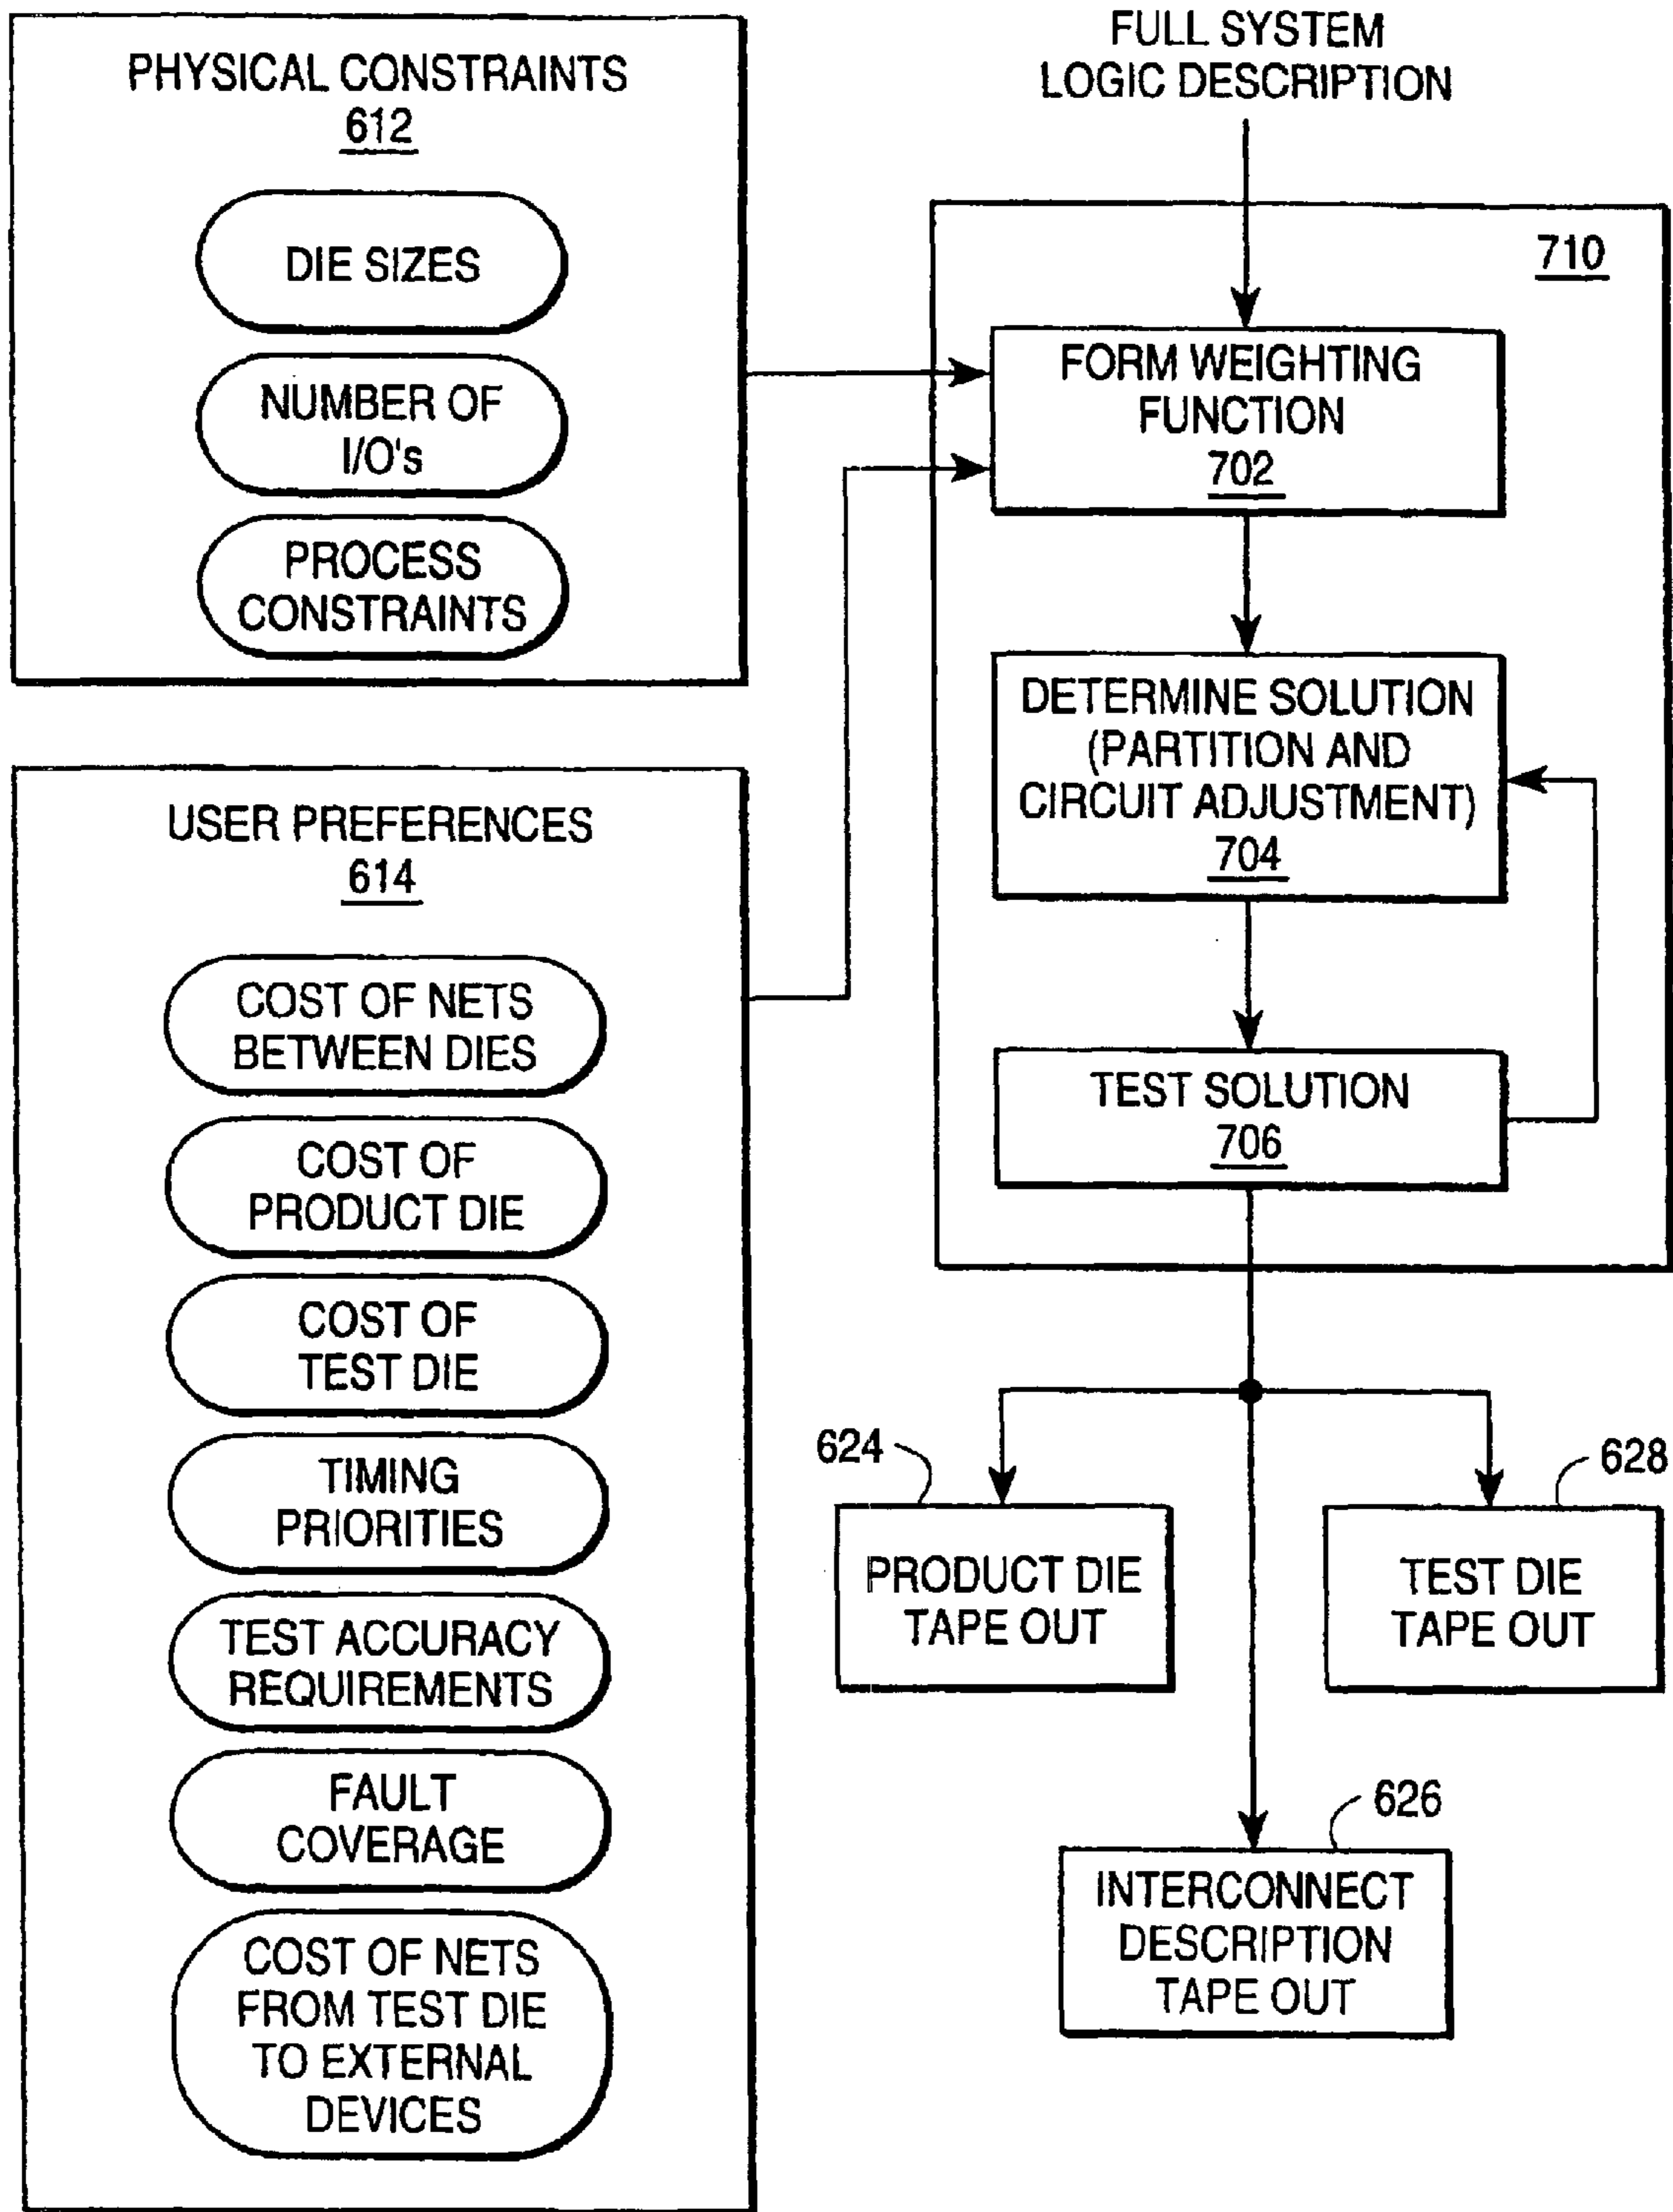 PHYSICAL CONSTRAINTS
612
DIE SIZES
NUMBER OF
I/O's
PROCESS
CONSTRAINTS
USER PREFERENCES
614
COST OF NETS
BETWEEN DIES
COST OF
PRODUCT DIE
COST OF
TEST DIE
TIMING
PRIORITIES
TEST ACCURACY
REQUIREMENTS
FAULT
COVERAGE
COST OF NETS
FROM TEST DIE
TO EXTERNAL
DEVICES
FULL SYSTEM
LOGIC DESCRIPTION
710
FORM WEIGHTING
FUNCTION
702
DETERMINE SOLUTION
(PARTITION AND
CIRCUIT ADJUSTMENT)
704
TEST SOLUTION
706
624
PRODUCT DIE
TAPE OUT
628
TEST DIE
TAPE OUT
626
INTERCONNECT
DESCRIPTION
TAPE OUT